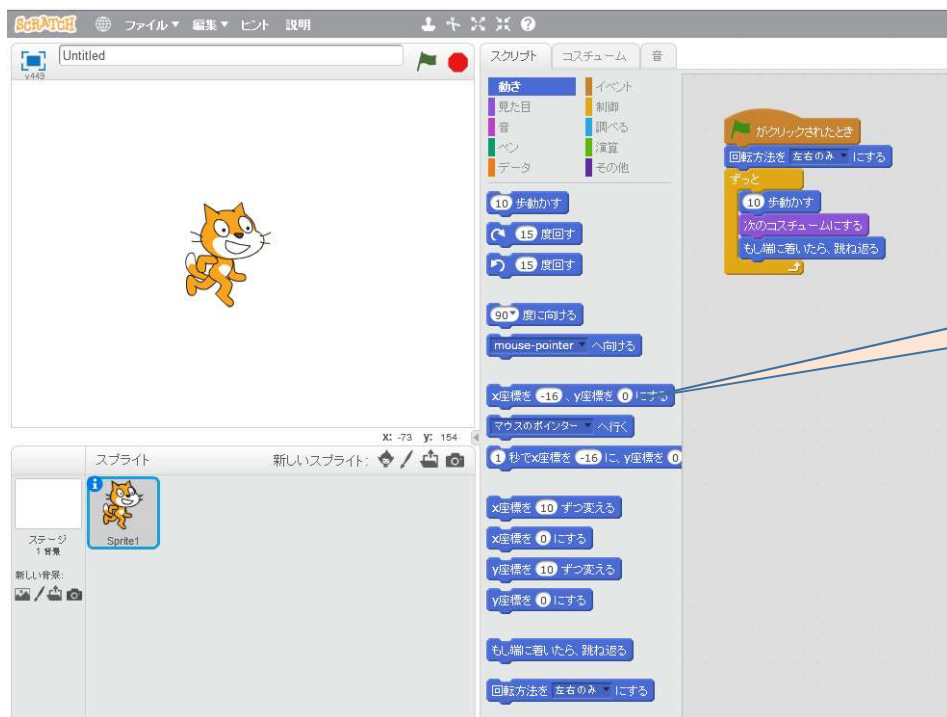 SCRATCH ファイル▼ 編集▼ ヒント 説明
v449
Untitled
スクリプト コスチューム 音
動き イベント
見た目 制御
音 調べる
ペン 演算
データ その他
10 歩動かす
15 度回す
15 度回す
90▼ 度に向ける
mouse-pointer へ向ける
x座標を -16 、y座標を 0 にする
マウスのポインター へ行く
1 秒でx座標を -16 に、y座標を 0
x座標を 10 ずつ変える
x座標を 0 にする
y座標を 10 ずつ変える
y座標を 0 にする
もし端に着いたら、跳ね返る
回転方法を 左右のみ にする
がクリックされたとき
回転方法を 左右のみ にする
ずっと
10 歩動かす
次のコスチュームにする
もし端に着いたら、跳ね返る
X: -73 y: 154
スプライト 新しいスプライト:
ステージ
1 背景
新しい背景:
Sprite1